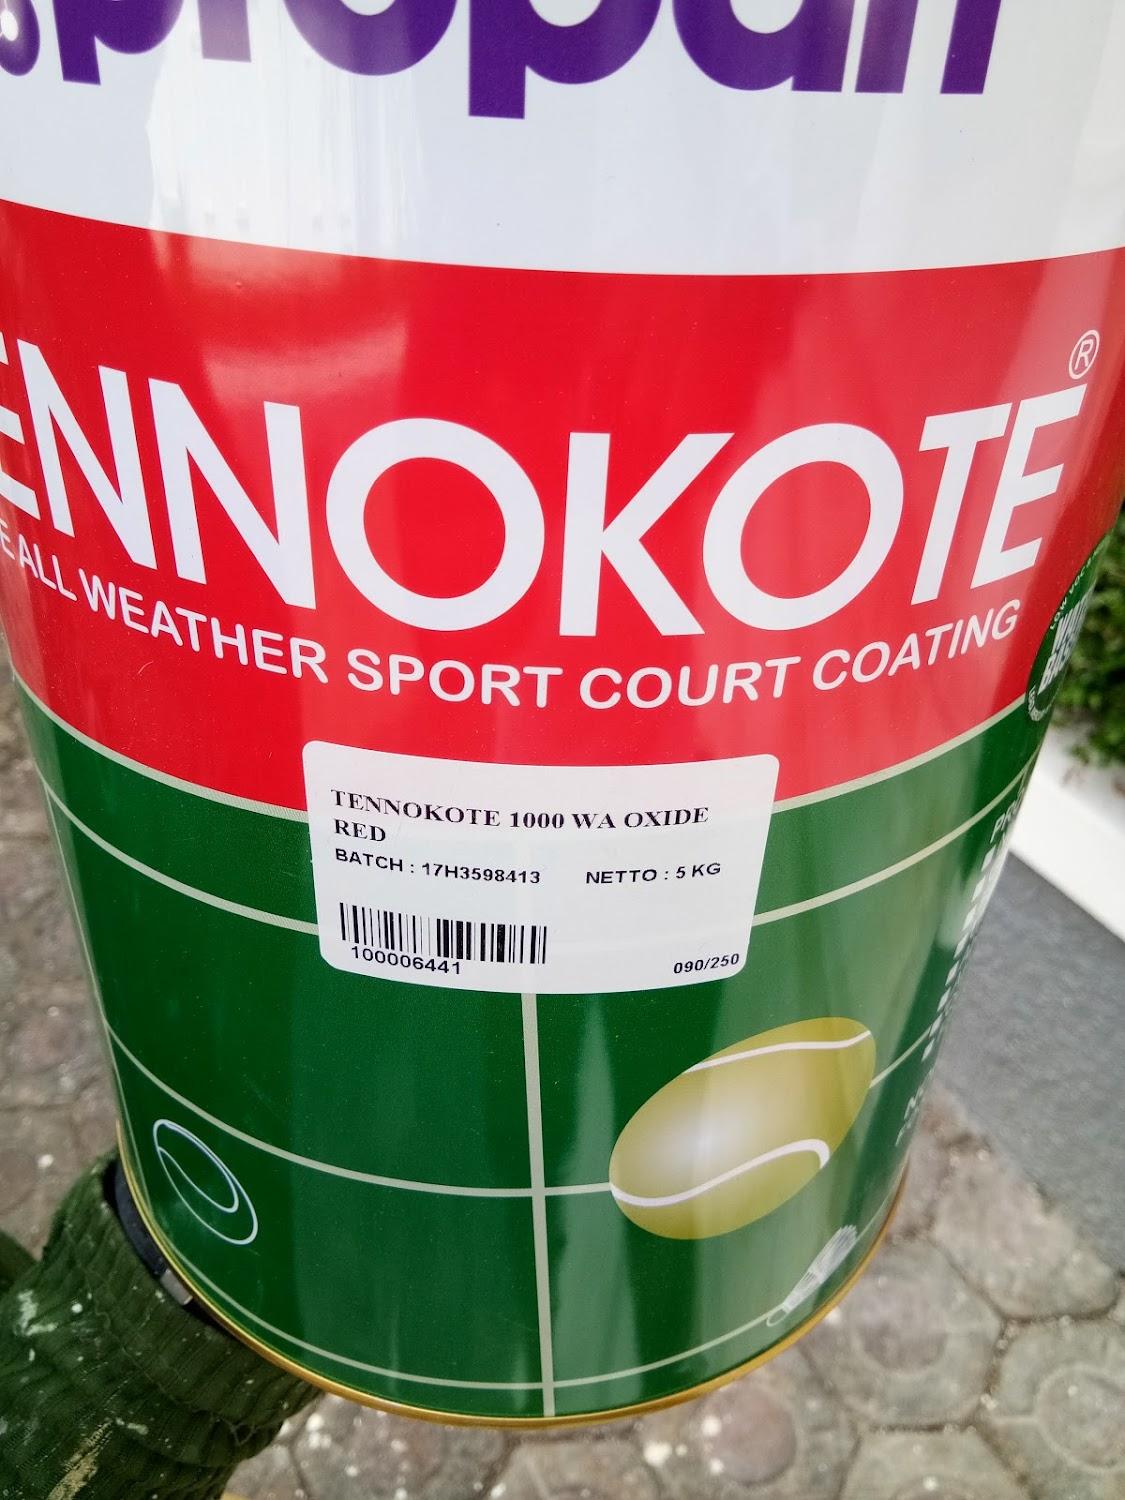 propan
ENNOKOTE®
E ALL WEATHER SPORT COURT COATING
TENNOKOTE 1000 WA OXIDE
RED
BATCH : 17H3598413 NETTO : 5 KG
100006441
090/250